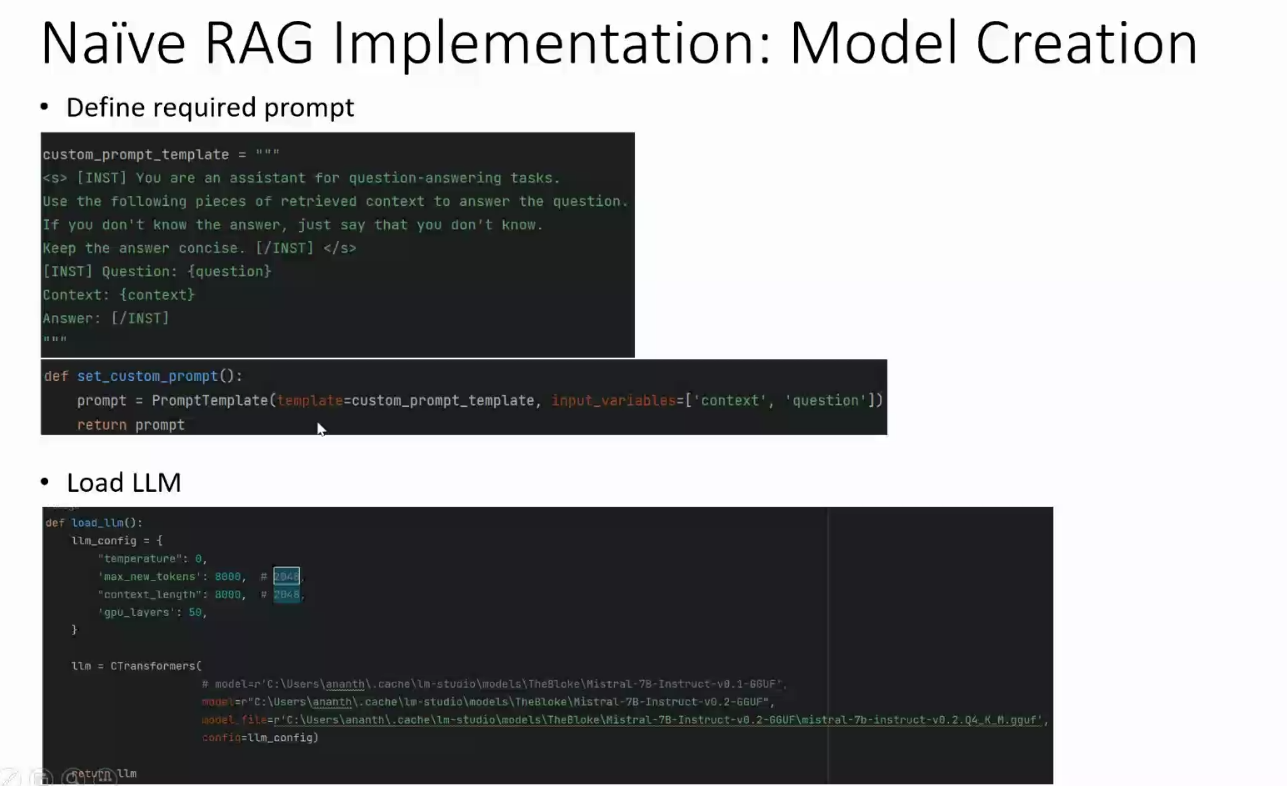 Naïve RAG Implementation: Model Creation
• Define required prompt
custom_prompt_template = """
<s> [INST] You are an assistant for question-answering tasks.
Use the following pieces of retrieved context to answer the question.
If you don't know the answer, just say that you don't know.
Keep the answer concise. [/INST] </s>
[INST] Question: {question}
Context: {context}
Answer: [/INST]
"""
def set_custom_prompt():
    prompt = PromptTemplate(template=custom_prompt_template, input_variables=['context', 'question'])
    return prompt
• Load LLM
def load_llm():
    llm_config = {
        "temperature": 0,
        'max_new_tokens': 8000,  # 2048,
        "context_length": 8000,  # 2048,
        'gpu_layers': 50,
    }
    llm = CTransformers(
        # model=r'C:\Users\ananth\.cache\lm-studio\models\TheBloke\Mistral-7B-Instruct-v0.1-GGUF',
        model=r"C:\Users\ananth\.cache\lm-studio\models\TheBloke\Mistral-7B-Instruct-v0.2-GGUF",
        model_file=r'C:\Users\ananth\.cache\lm-studio\models\TheBloke\Mistral-7B-Instruct-v0.2-GGUF\mistral-7b-instruct-v0.2.Q4_K_M.gguf',
        config=llm_config)
    return llm